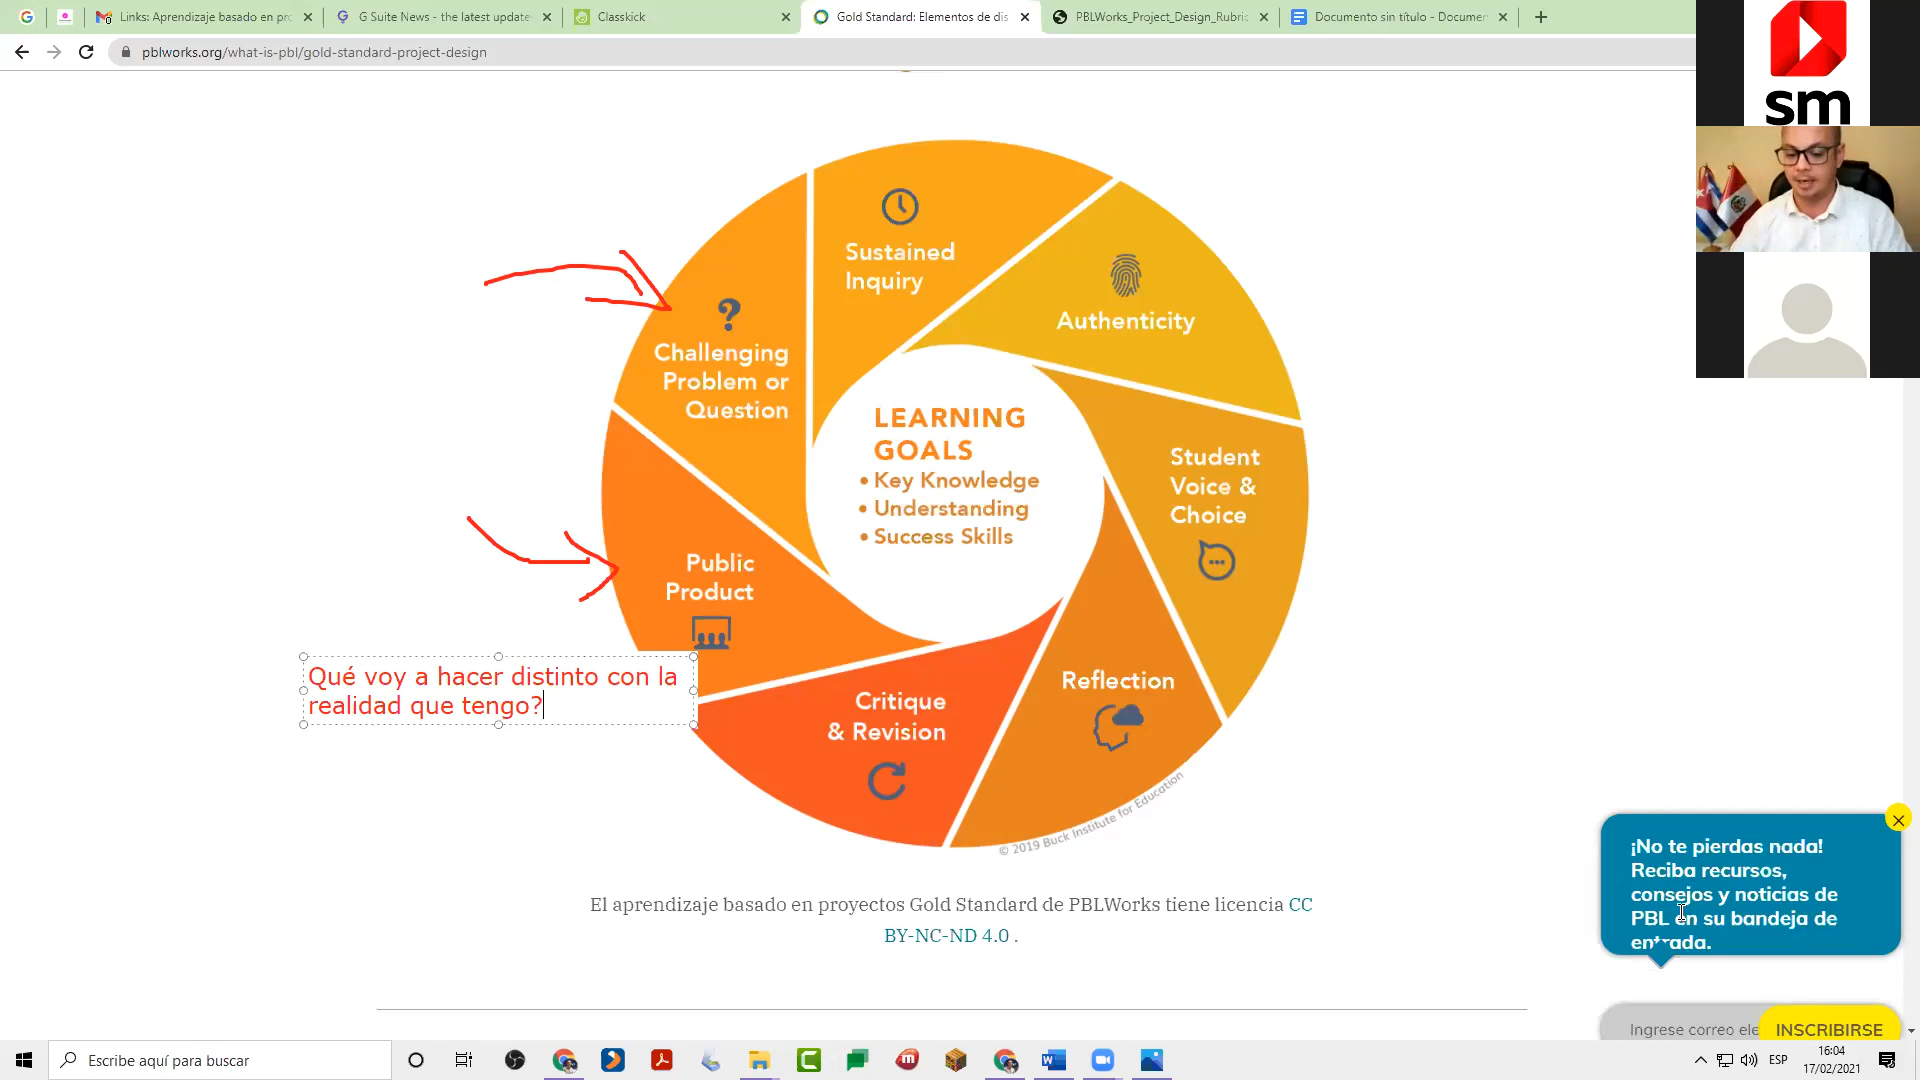 Links: Aprendizaje basado en pro
G Suite News - the latest update
Classkick
Gold Standard: Elementos de dis
PBLWorks_Project_Design_Rubric
Documento sin título - Documen
pblworks.org/what-is-pbl/gold-standard-project-design
sm
Sustained
Inquiry
Authenticity
?
Challenging
Problem or
Question
LEARNING
GOALS
• Key Knowledge
• Understanding
• Success Skills
Student
Voice &
Choice
Public
Product
Qué voy a hacer distinto con la
realidad que tengo?
Reflection
Critique
& Revision
© 2019 Buck Institute for Education
El aprendizaje basado en proyectos Gold Standard de PBLWorks tiene licencia CC
BY-NC-ND 4.0 .
¡No te pierdas nada!
Reciba recursos,
consejos y noticias de
PBL en su bandeja de
entrada.
Ingrese correo ele
INSCRIBIRSE
Escribe aquí para buscar
ESP
16:04
17/02/2021